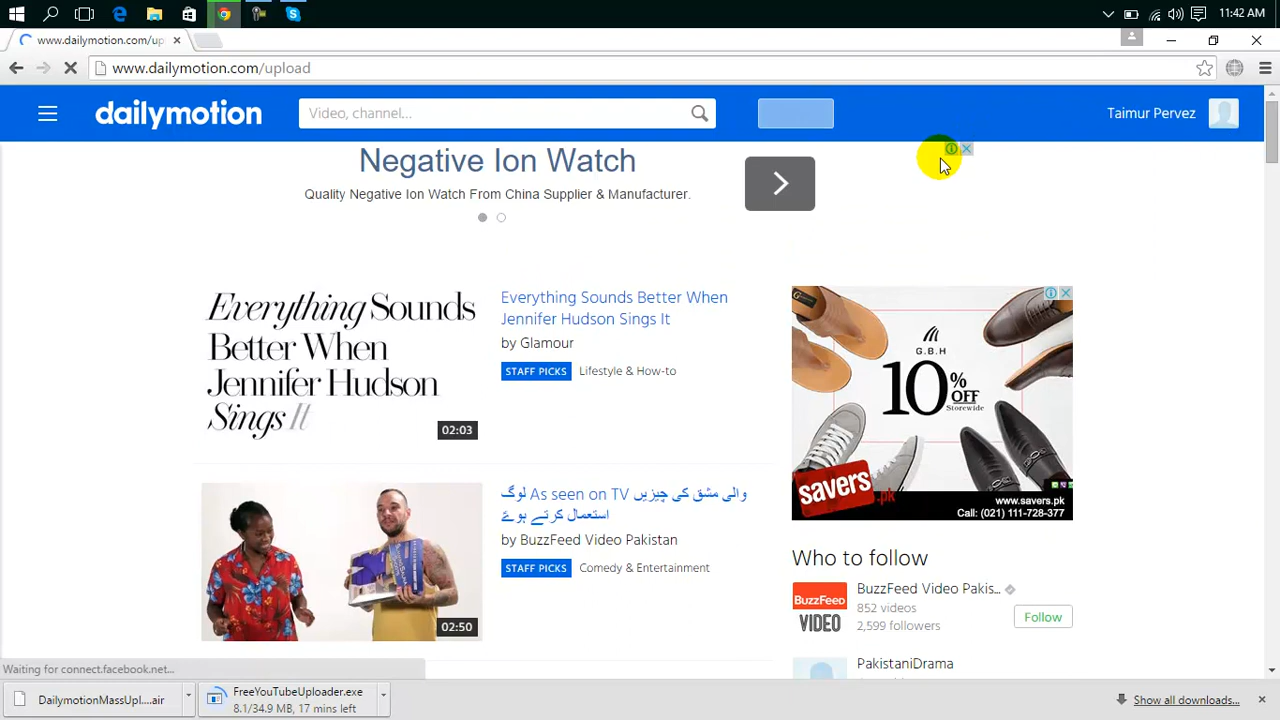 11:42 AM
www.dailymotion.com/up
www.dailymotion.com/upload
dailymotion
Video, channel...
Taimur Pervez
Negative Ion Watch
Quality Negative Ion Watch From China Supplier & Manufacturer.
Everything Sounds
Better When
Jennifer Hudson
Sings It
02:03
Everything Sounds Better When
Jennifer Hudson Sings It
by Glamour
STAFF PICKS Lifestyle & How-to
G.B.H
10% OFF
Storewide
savers.pk
www.savers.pk
Call: (021) 111-728-377
02:50
لوگ As seen on TV والی مشق کی چیزیں
استعمال کرتے ہوۓ
by BuzzFeed Video Pakistan
STAFF PICKS Comedy & Entertainment
Who to follow
BuzzFeed
VIDEO
BuzzFeed Video Pakis...
852 videos
2,599 followers
Follow
PakistaniDrama
Waiting for connect.facebook.net...
DailymotionMassUpl....air
FreeYouTubeUploader.exe
8.1/34.9 MB, 17 mins left
Show all downloads...